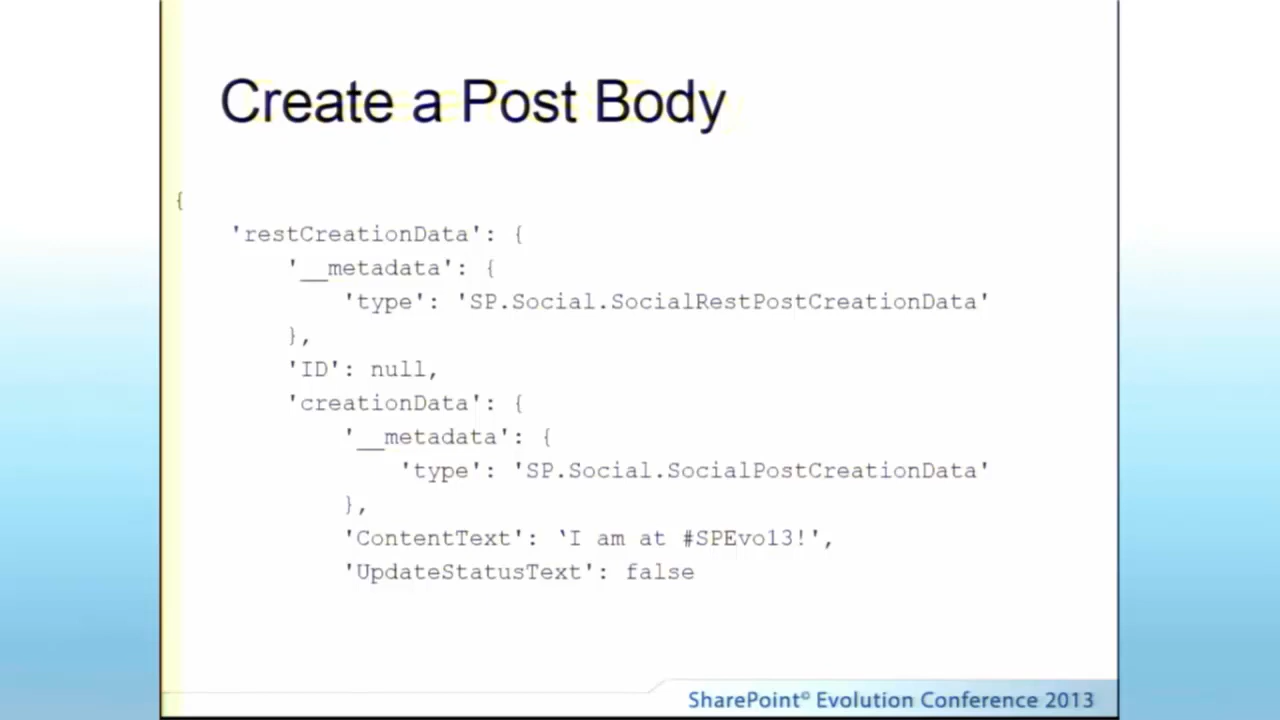 Create a Post Body
{
'restCreationData': {
'__metadata': {
'type': 'SP.Social.SocialRestPostCreationData'
},
'ID': null,
'creationData': {
'__metadata': {
'type': 'SP.Social.SocialPostCreationData'
},
'ContentText': ‘I am at #SPEvo13!',
'UpdateStatusText': false
SharePoint© Evolution Conference 2013